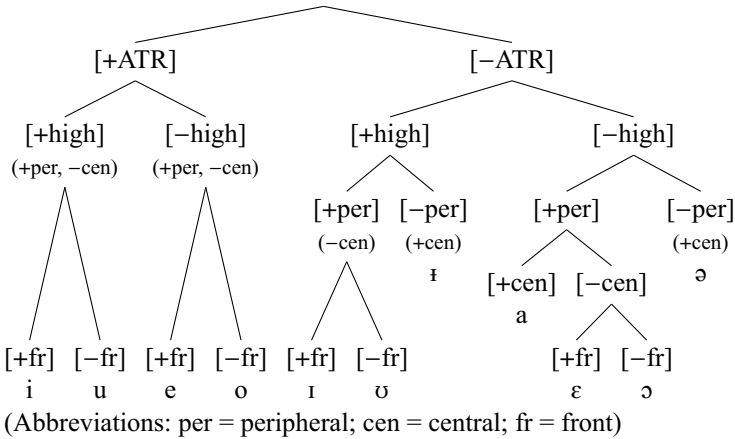 [+ATR] [−ATR]
[+high] [−high] [+high] [−high]
(+per, −cen) (+per, −cen)
[+per] [−per] [+per] [−per]
(−cen) (+cen) (+cen)
ɨ [+cen] [−cen] ə
a
[+fr] [−fr] [+fr] [−fr] [+fr] [−fr] [+fr] [−fr]
i u e o ɪ ʊ ɛ ɔ
(Abbreviations: per = peripheral; cen = central; fr = front)